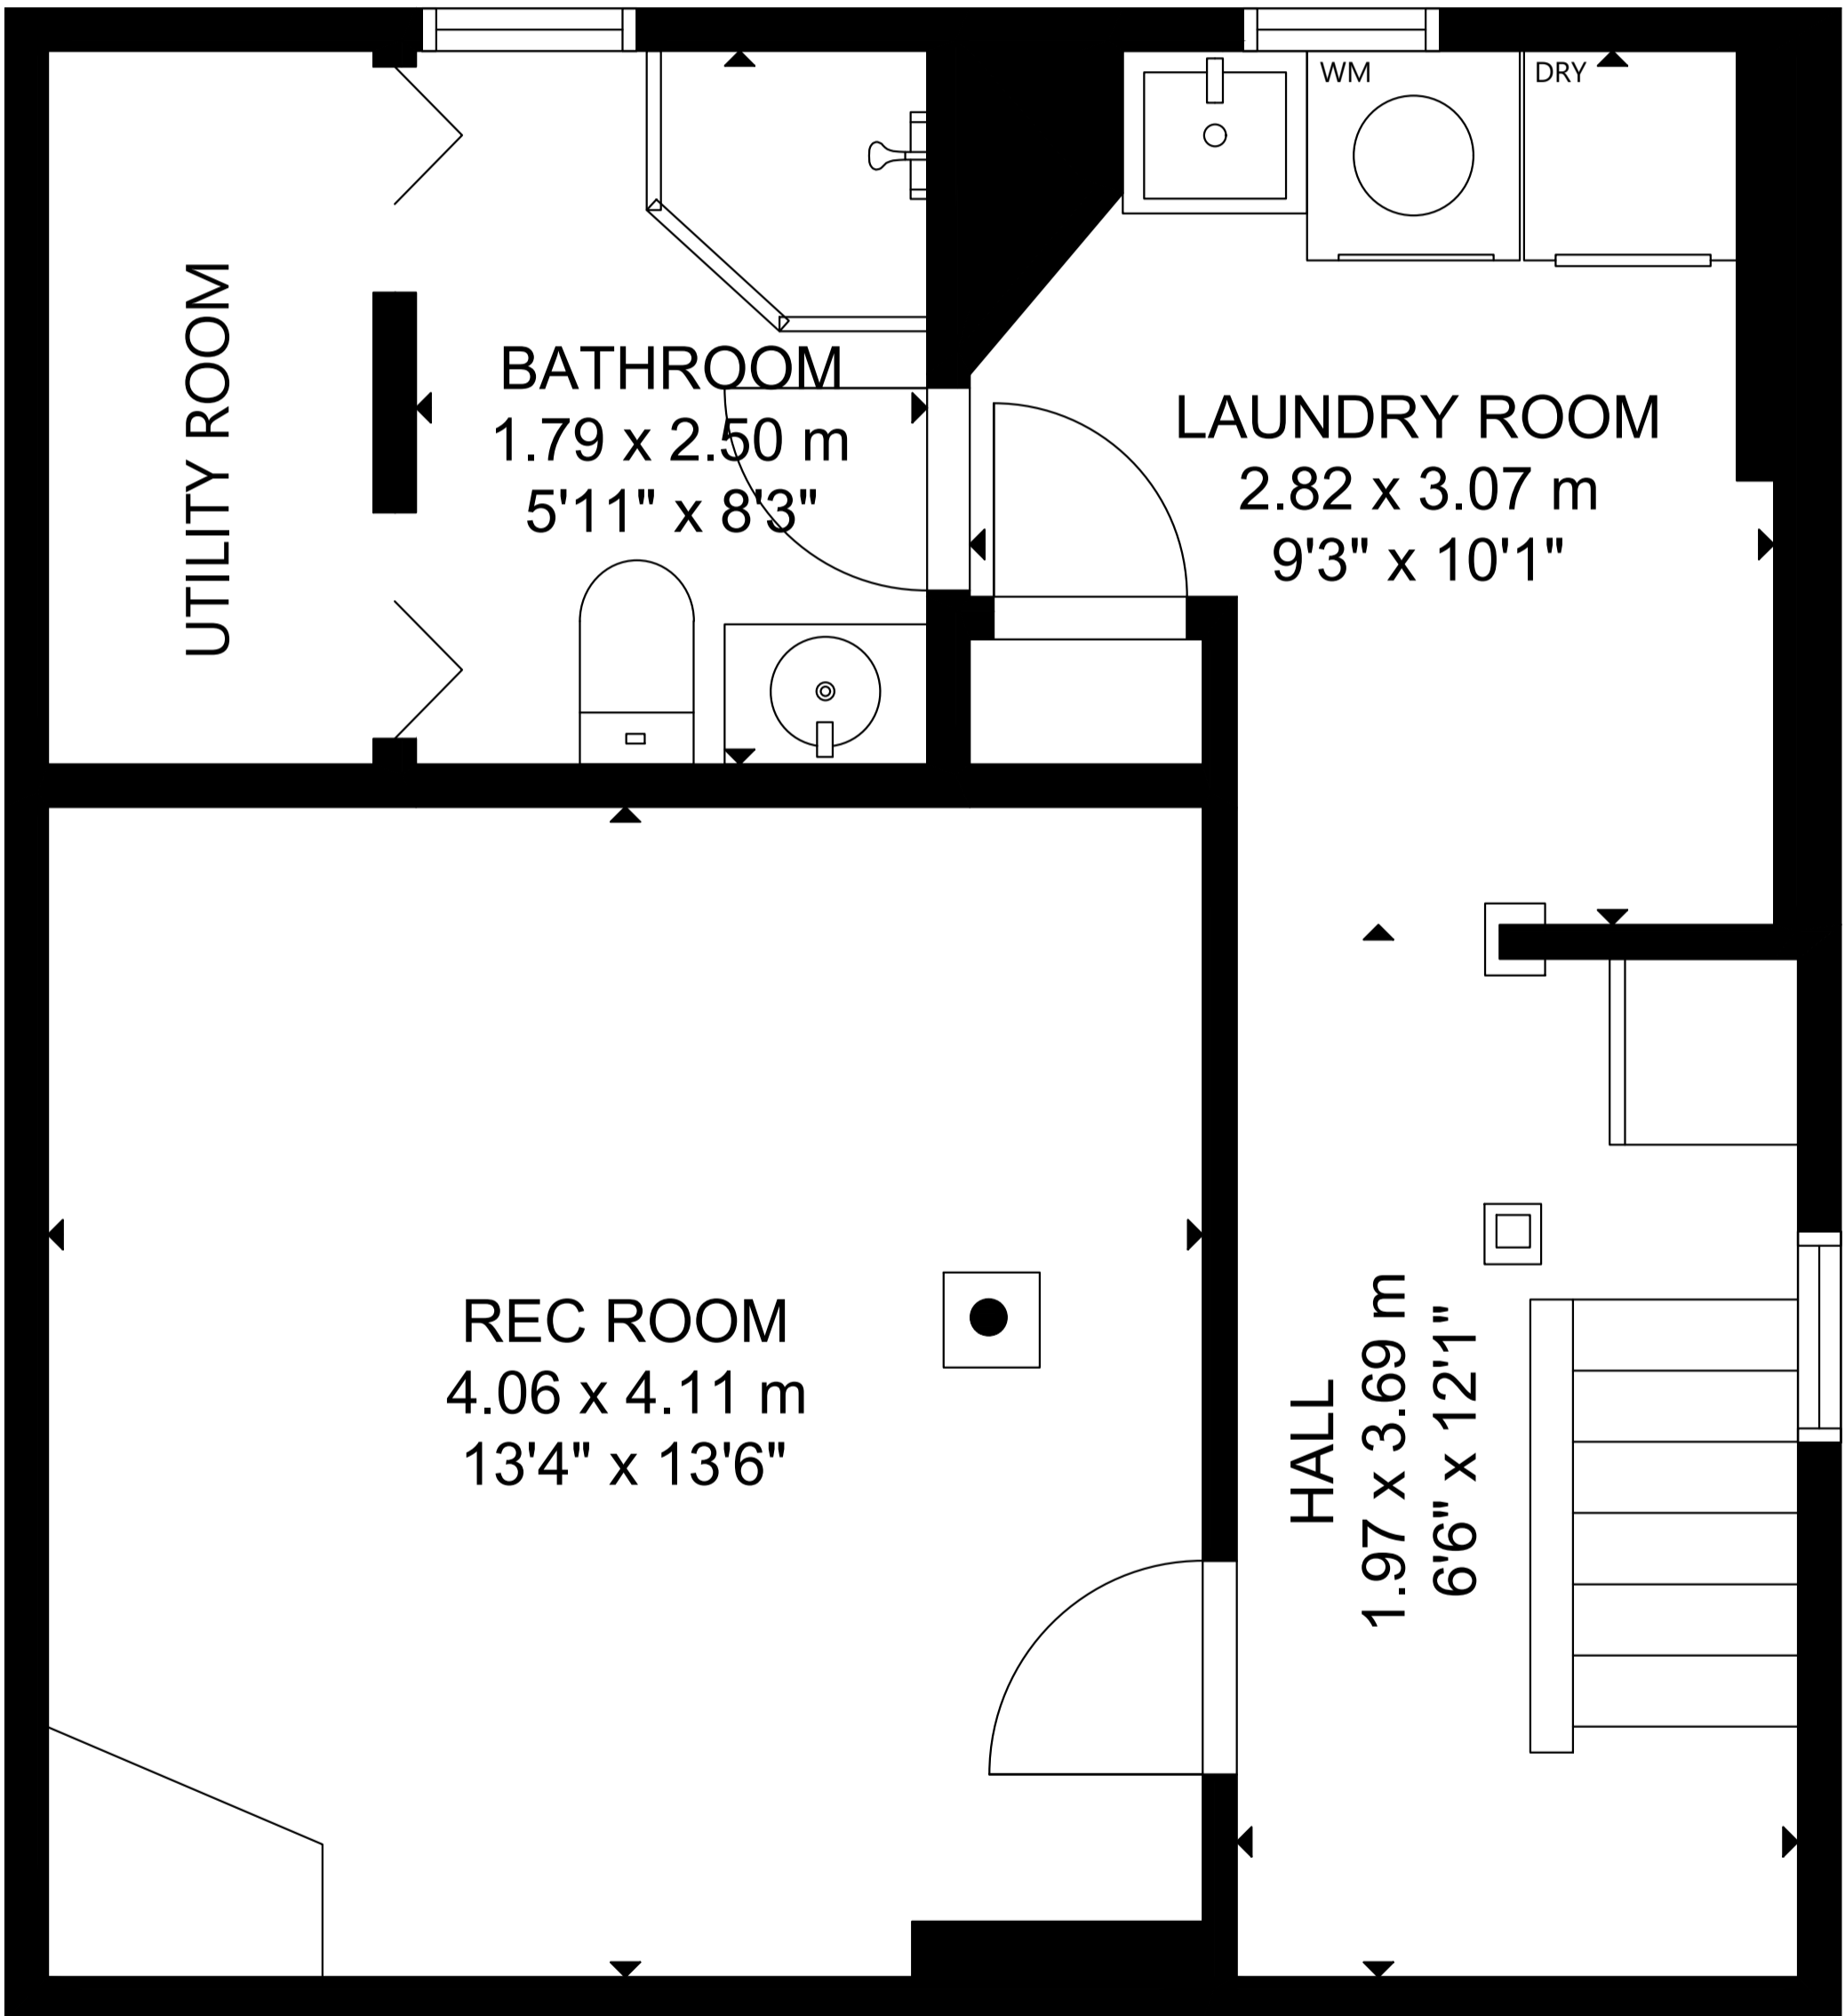 WM
DRY
UTILITY ROOM
BATHROOM
1.79 x 2.50 m
5'11" x 8'3"
LAUNDRY ROOM
2.82 x 3.07 m
9'3" x 10'1"
REC ROOM
4.06 x 4.11 m
13'4" x 13'6"
HALL
1.97 x 3.69 m
6'6" x 12'1"